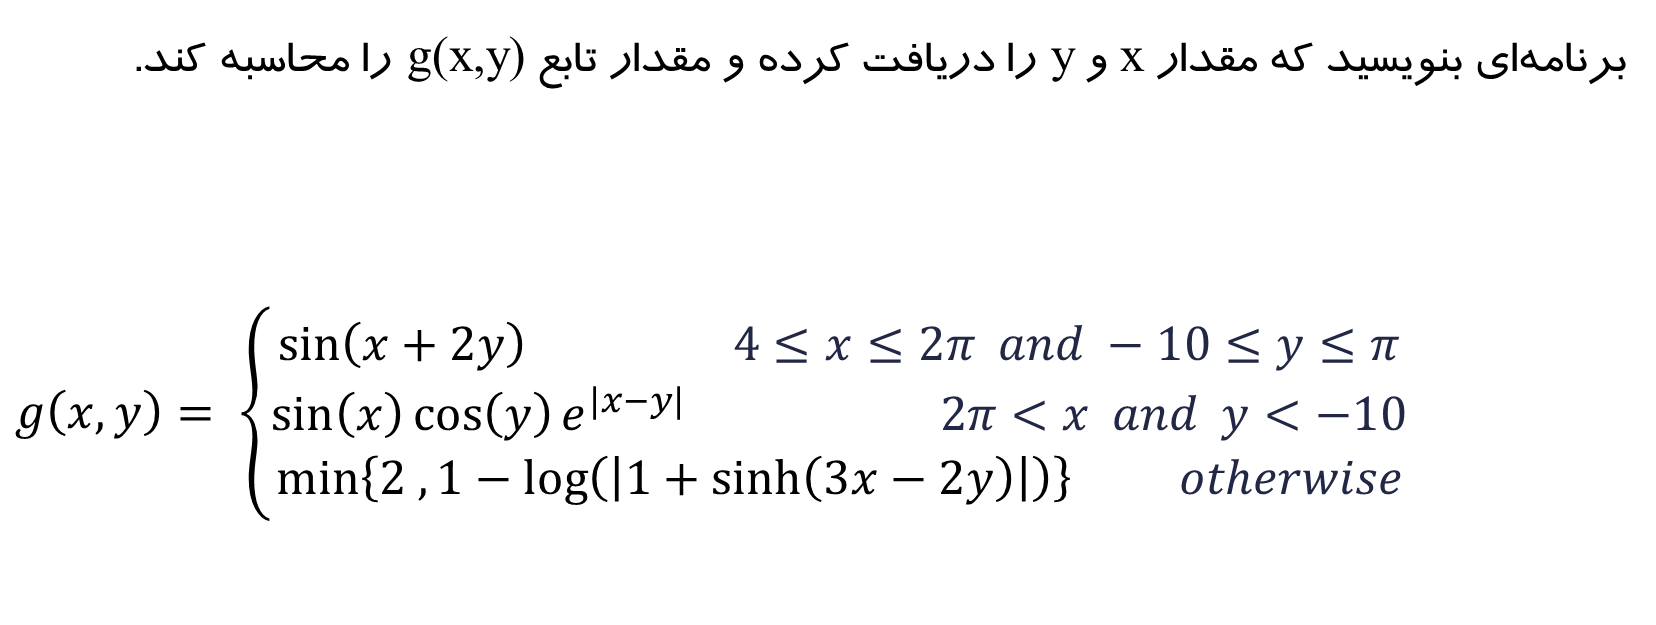 برنامه‌ای بنویسید که مقدار x و y را دریافت کرده و مقدار تابع g(x,y) را محاسبه کند.
sin(x + 2y) 4 ≤ x ≤ 2π and − 10 ≤ y ≤ π
g(x, y) = { sin(x) cos(y) e^|x−y| 2π < x and y < −10
min{2 , 1 − log(|1 + sinh(3x − 2y)|)} otherwise